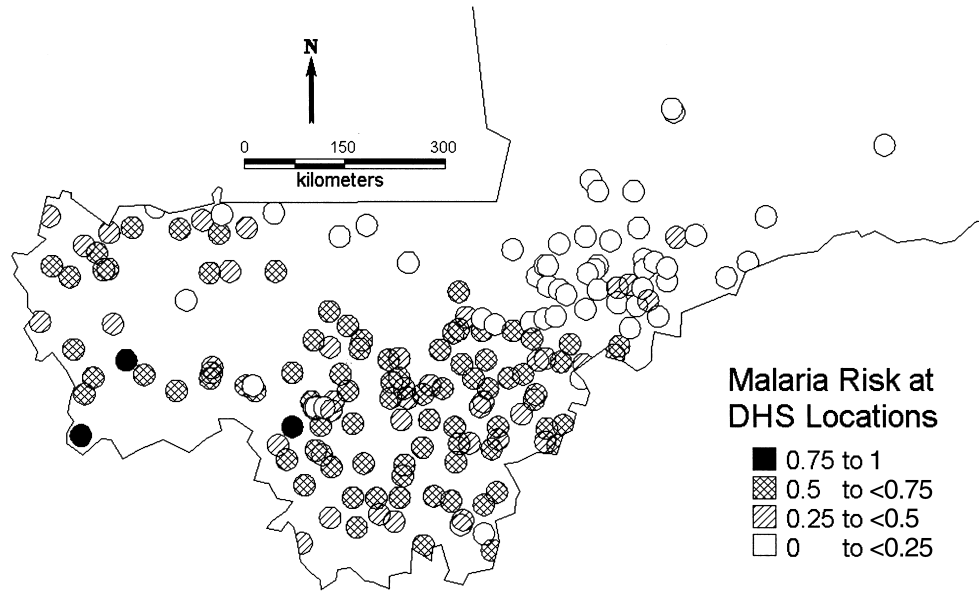 N
0 150 300
kilometers
Malaria Risk at
DHS Locations
0.75 to 1
0.5 to <0.75
0.25 to <0.5
0 to <0.25